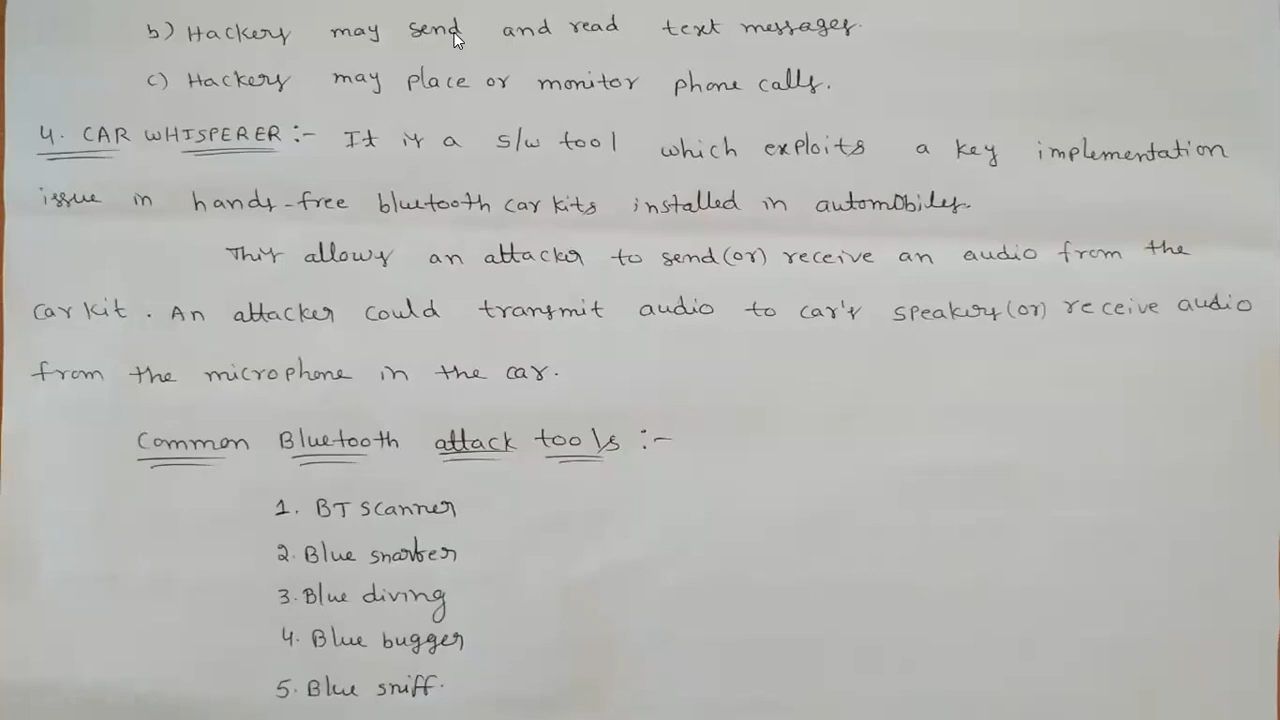 b) Hackers may send and read text messages.
c) Hackers may place or monitor phone calls.
4. CAR WHISPERER :- It is a s/w tool which exploits a key implementation
issue in hands-free bluetooth car kits installed in automobiles.
This allows an attacker to send (or) receive an audio from the
car kit. An attacker could transmit audio to car's speakers (or) receive audio
from the microphone in the car.
Common Bluetooth attack tools :-
1. BT Scanner
2. Blue snarber
3. Blue diving
4. Blue bugger
5. Blue sniff.